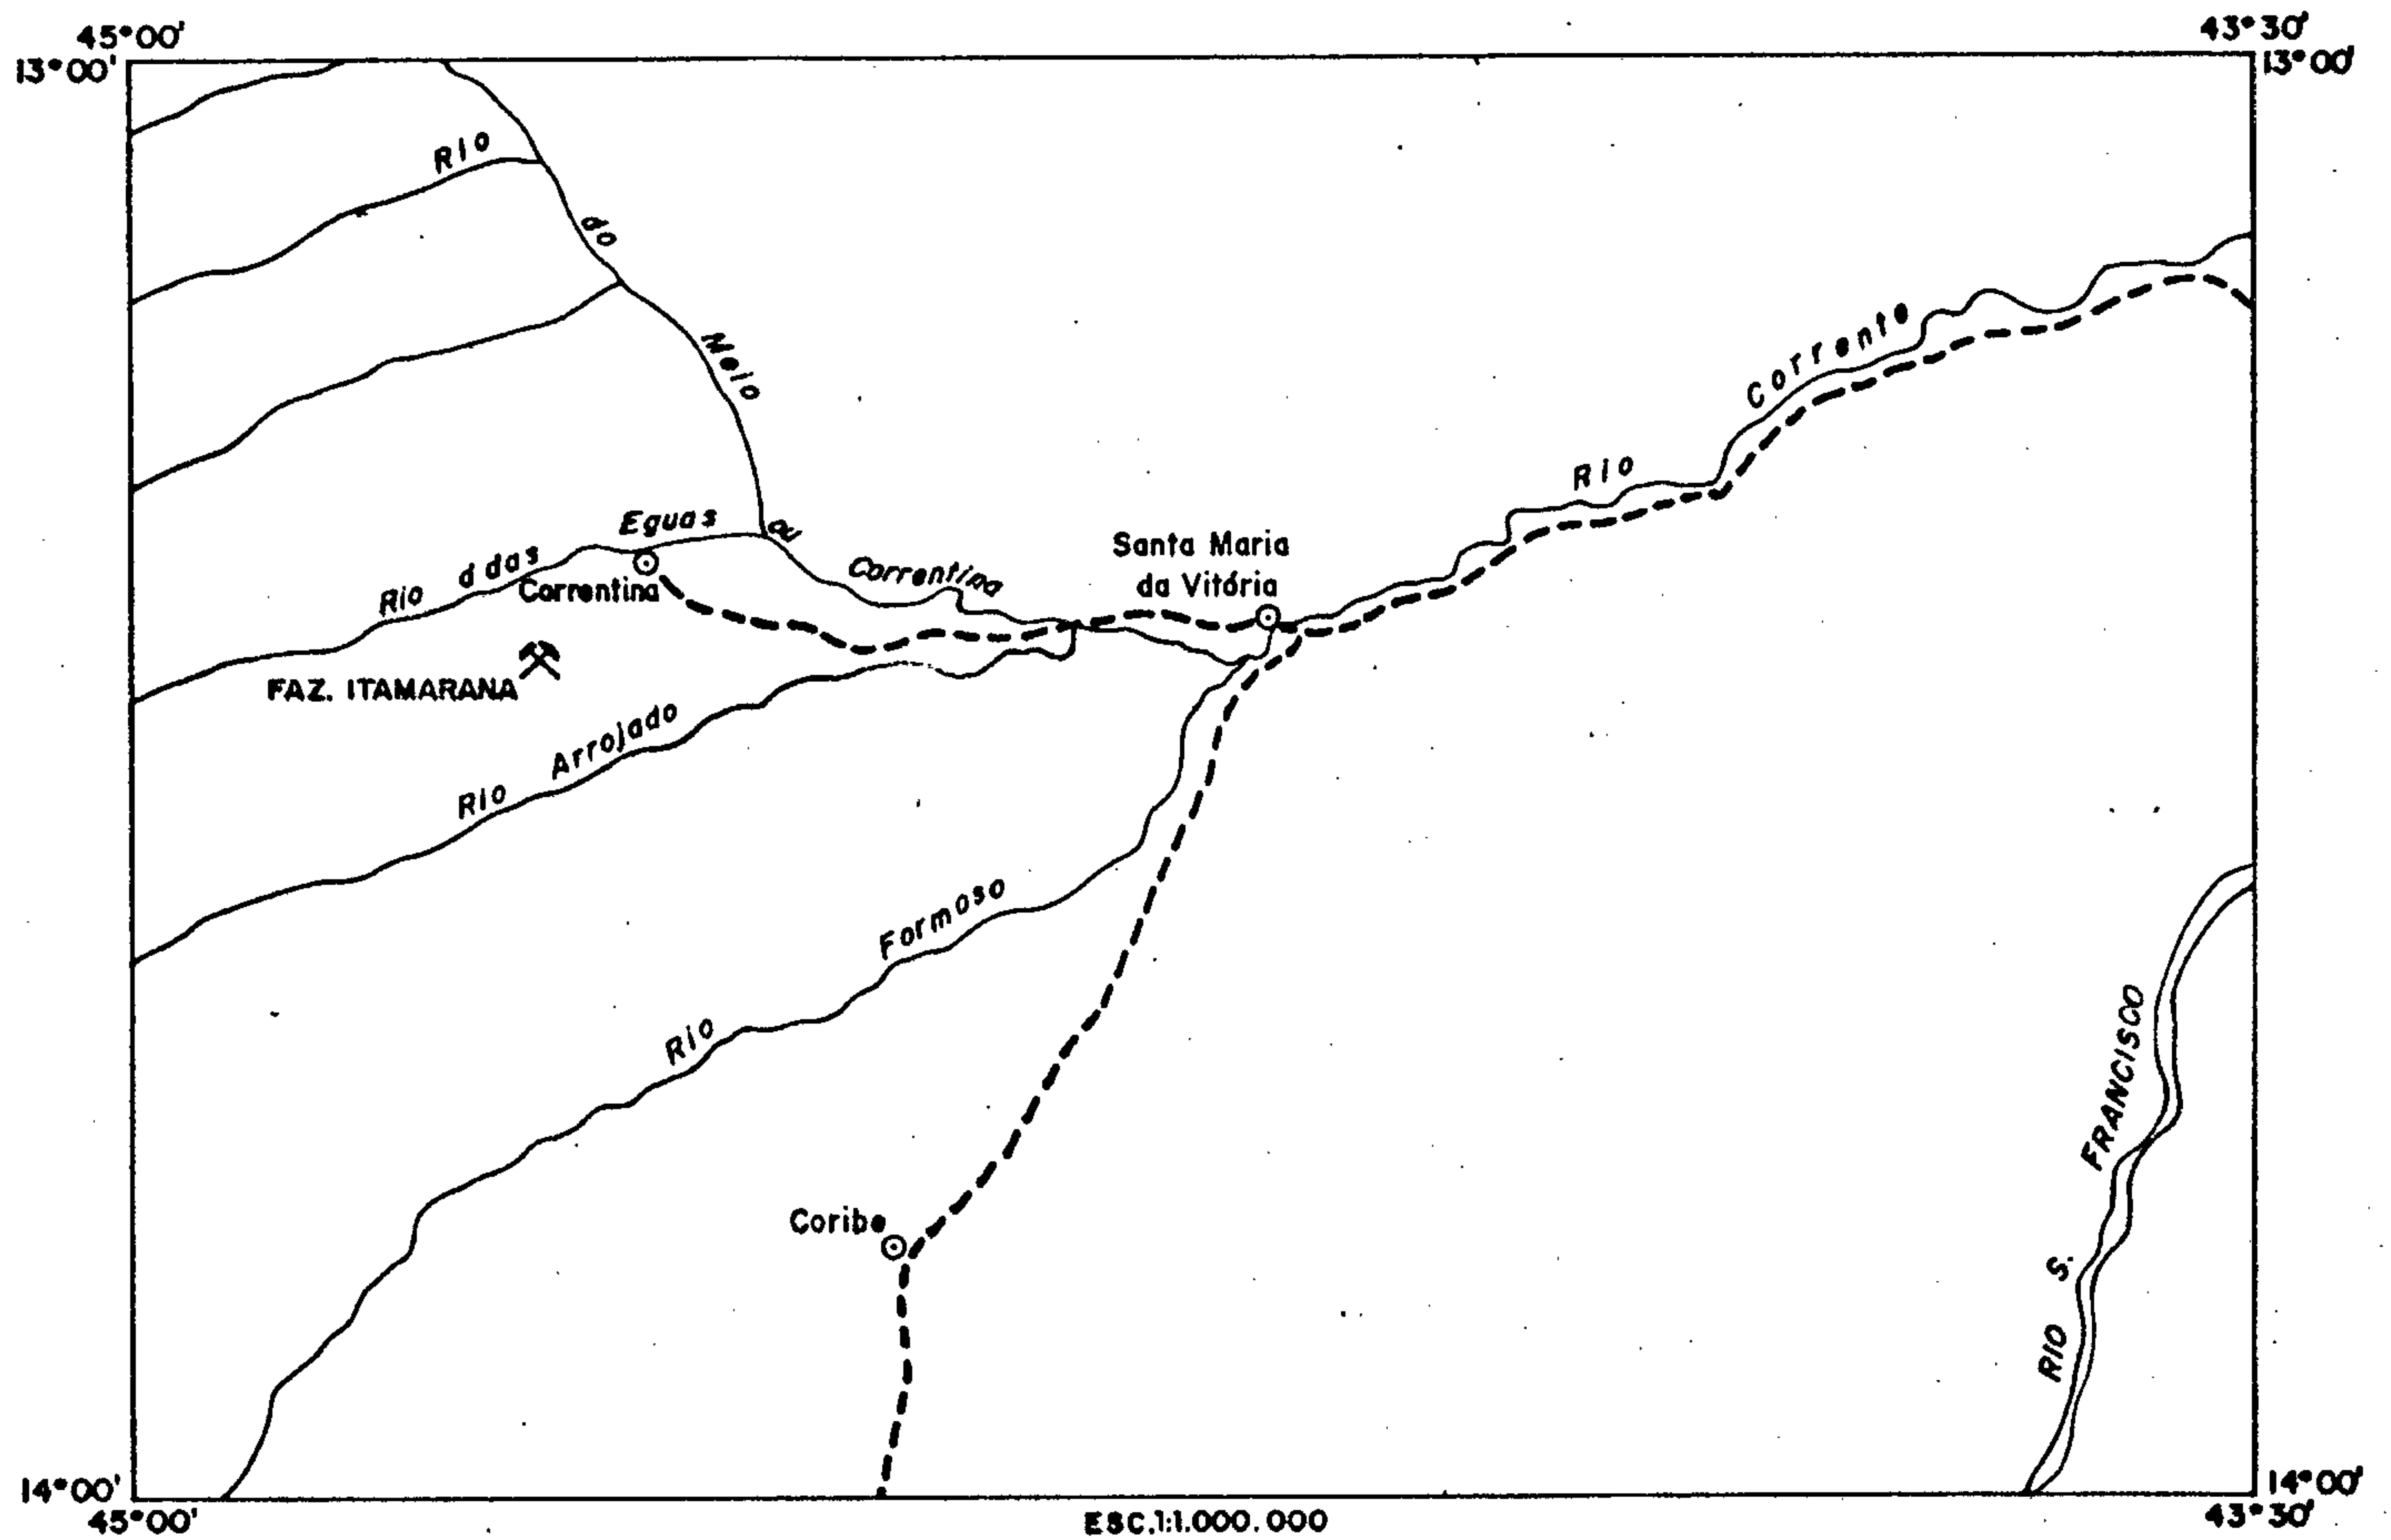 45°00'
43°30'
13°00'
13°00'
Rio
do
Meio
Corrente
Rio
Eguas
ou
Rio d das
Correntina
Correntina
Santa Maria
da Vitória
FAZ. ITAMARANA
Rio Arrojado
Rio Formoso
Coribe
RIO S. FRANCISCO
14°00'
14°00'
45°00'
ESC.1:1.000.000
43°30'